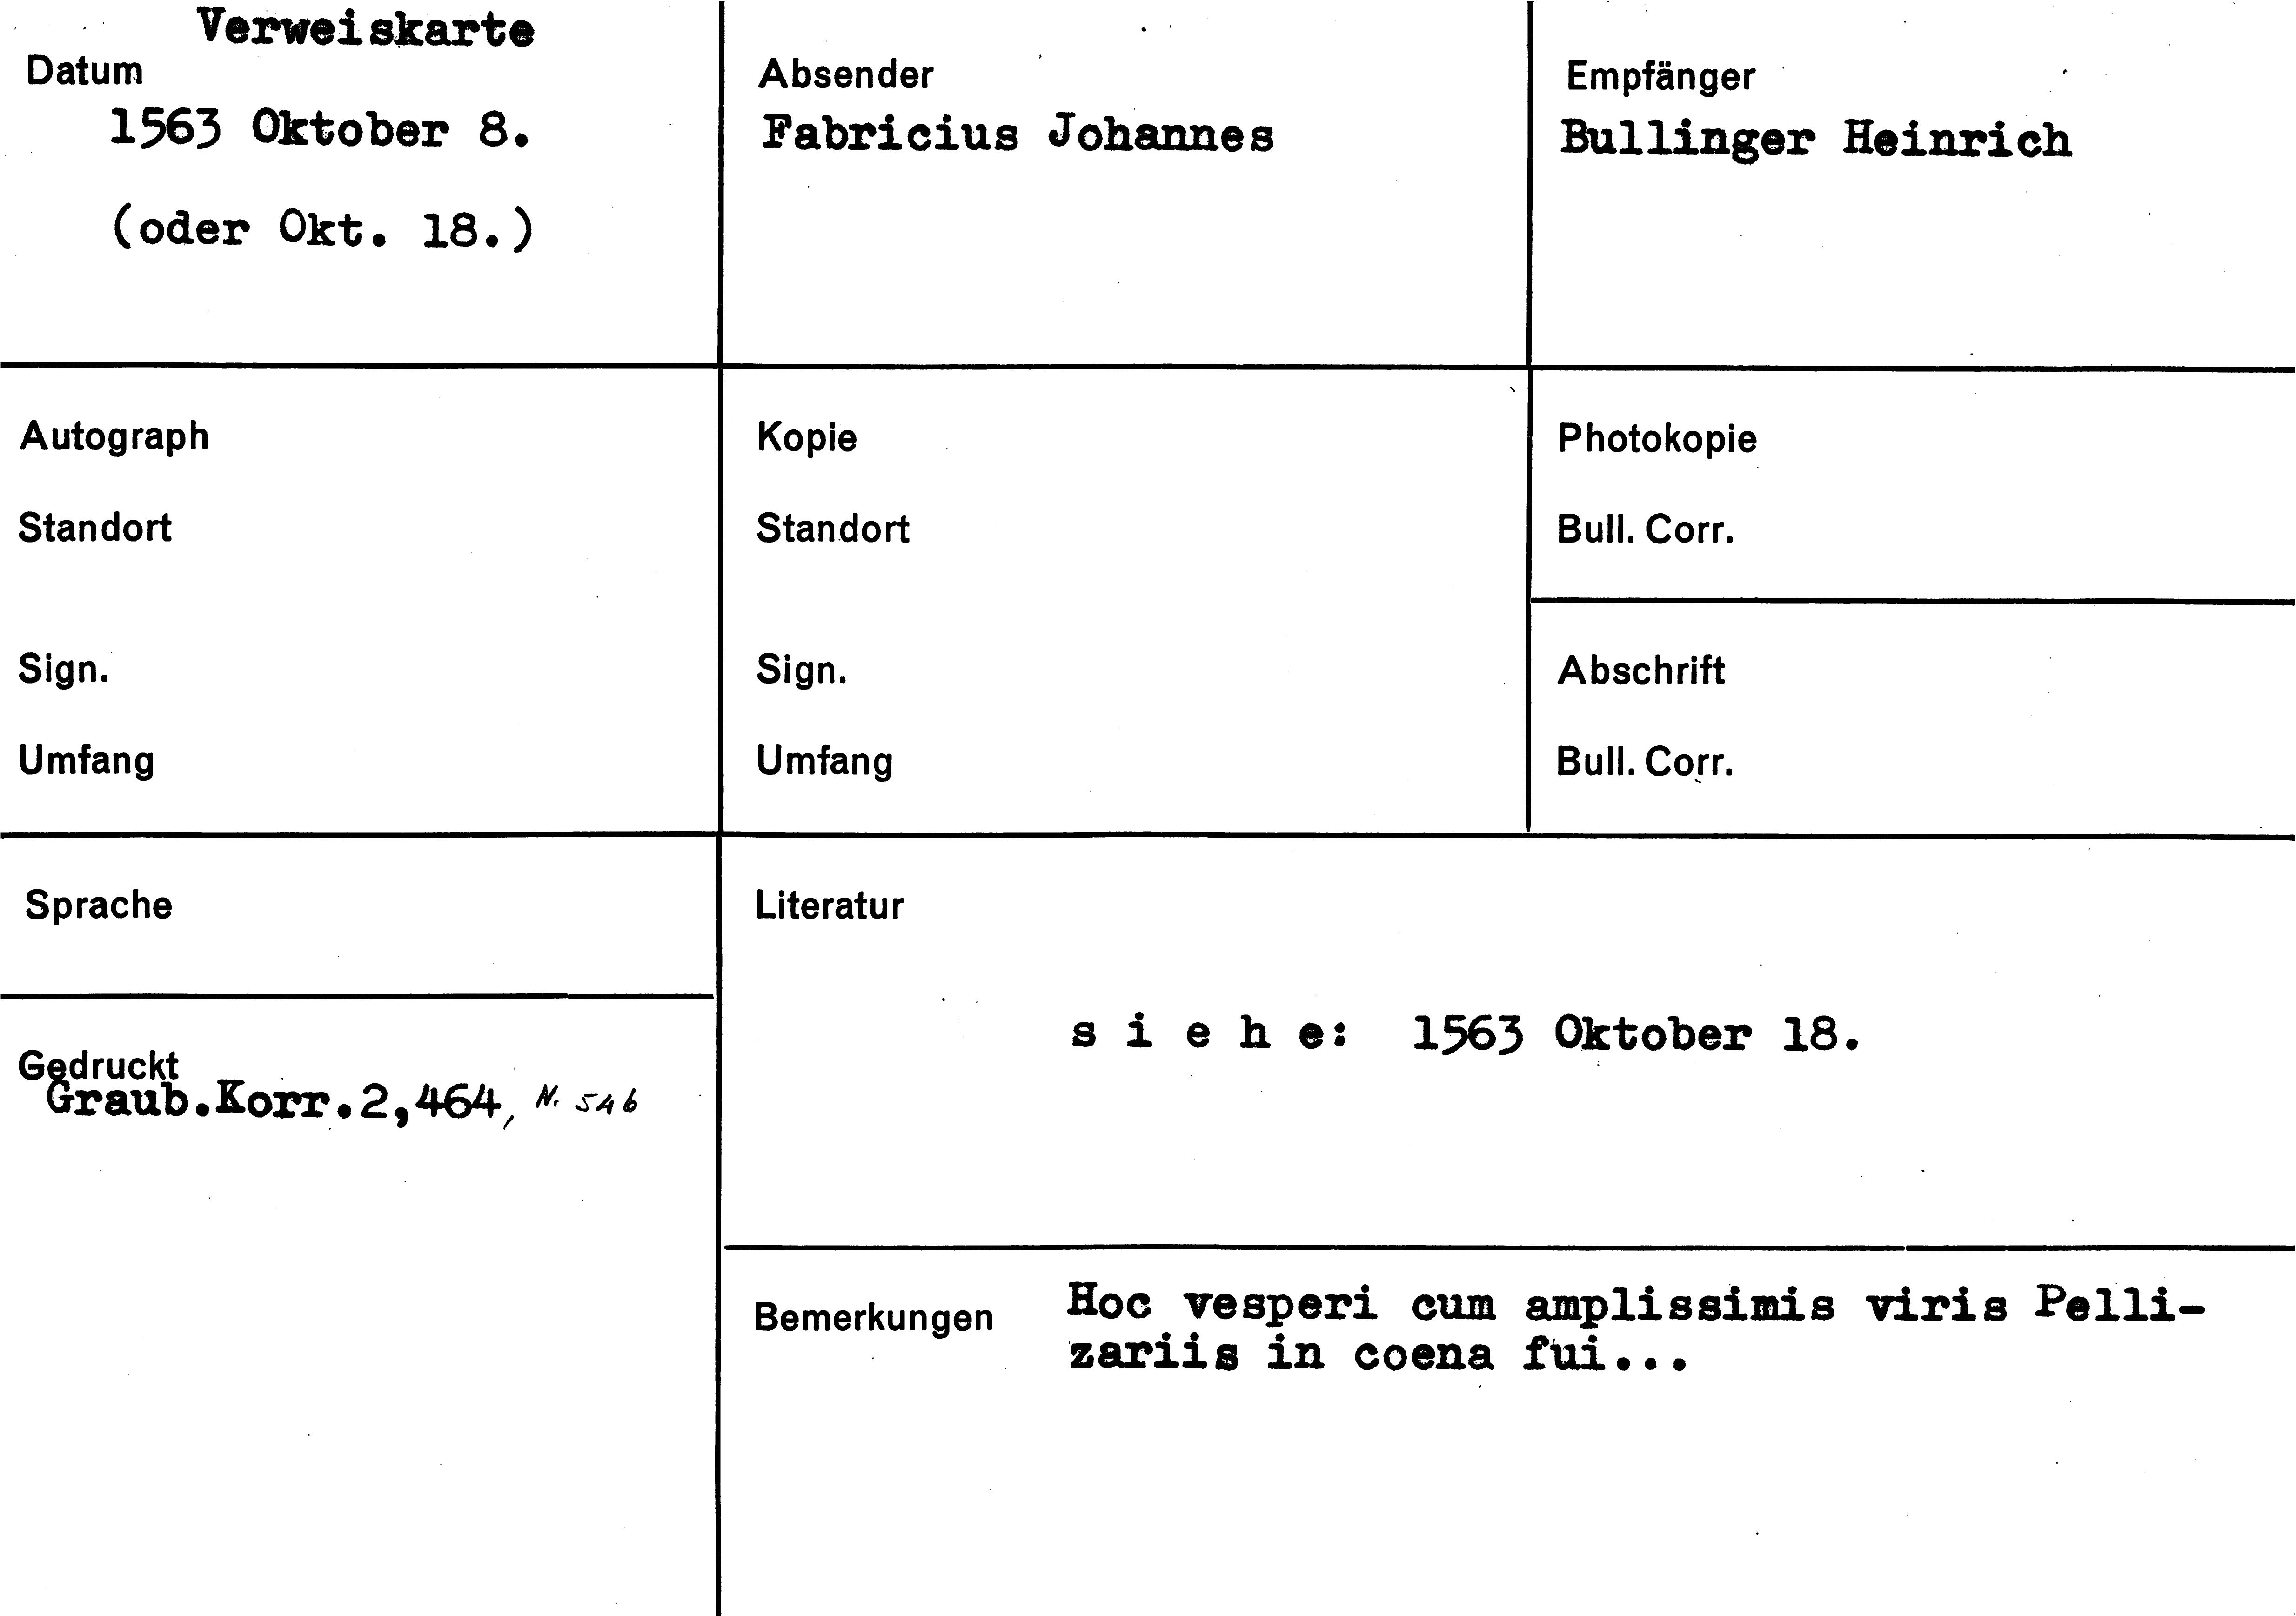 Verweiskarte
Datum
1563 Oktober 8.
(oder Okt. 18.)
Absender
Fabricius Johannes
Empfänger
Bullinger Heinrich
Autograph
Standort
Sign.
Umfang
Kopie
Standort
Sign.
Umfang
Photokopie
Bull. Corr.
Abschrift
Bull. Corr.
Sprache
Gedruckt
Graub.Korr.2,464, N. 546
Literatur
s i e h e: 1563 Oktober 18.
Bemerkungen
Hoc vesperi cum amplissimis viris Pelli-
zariis in coena fui...